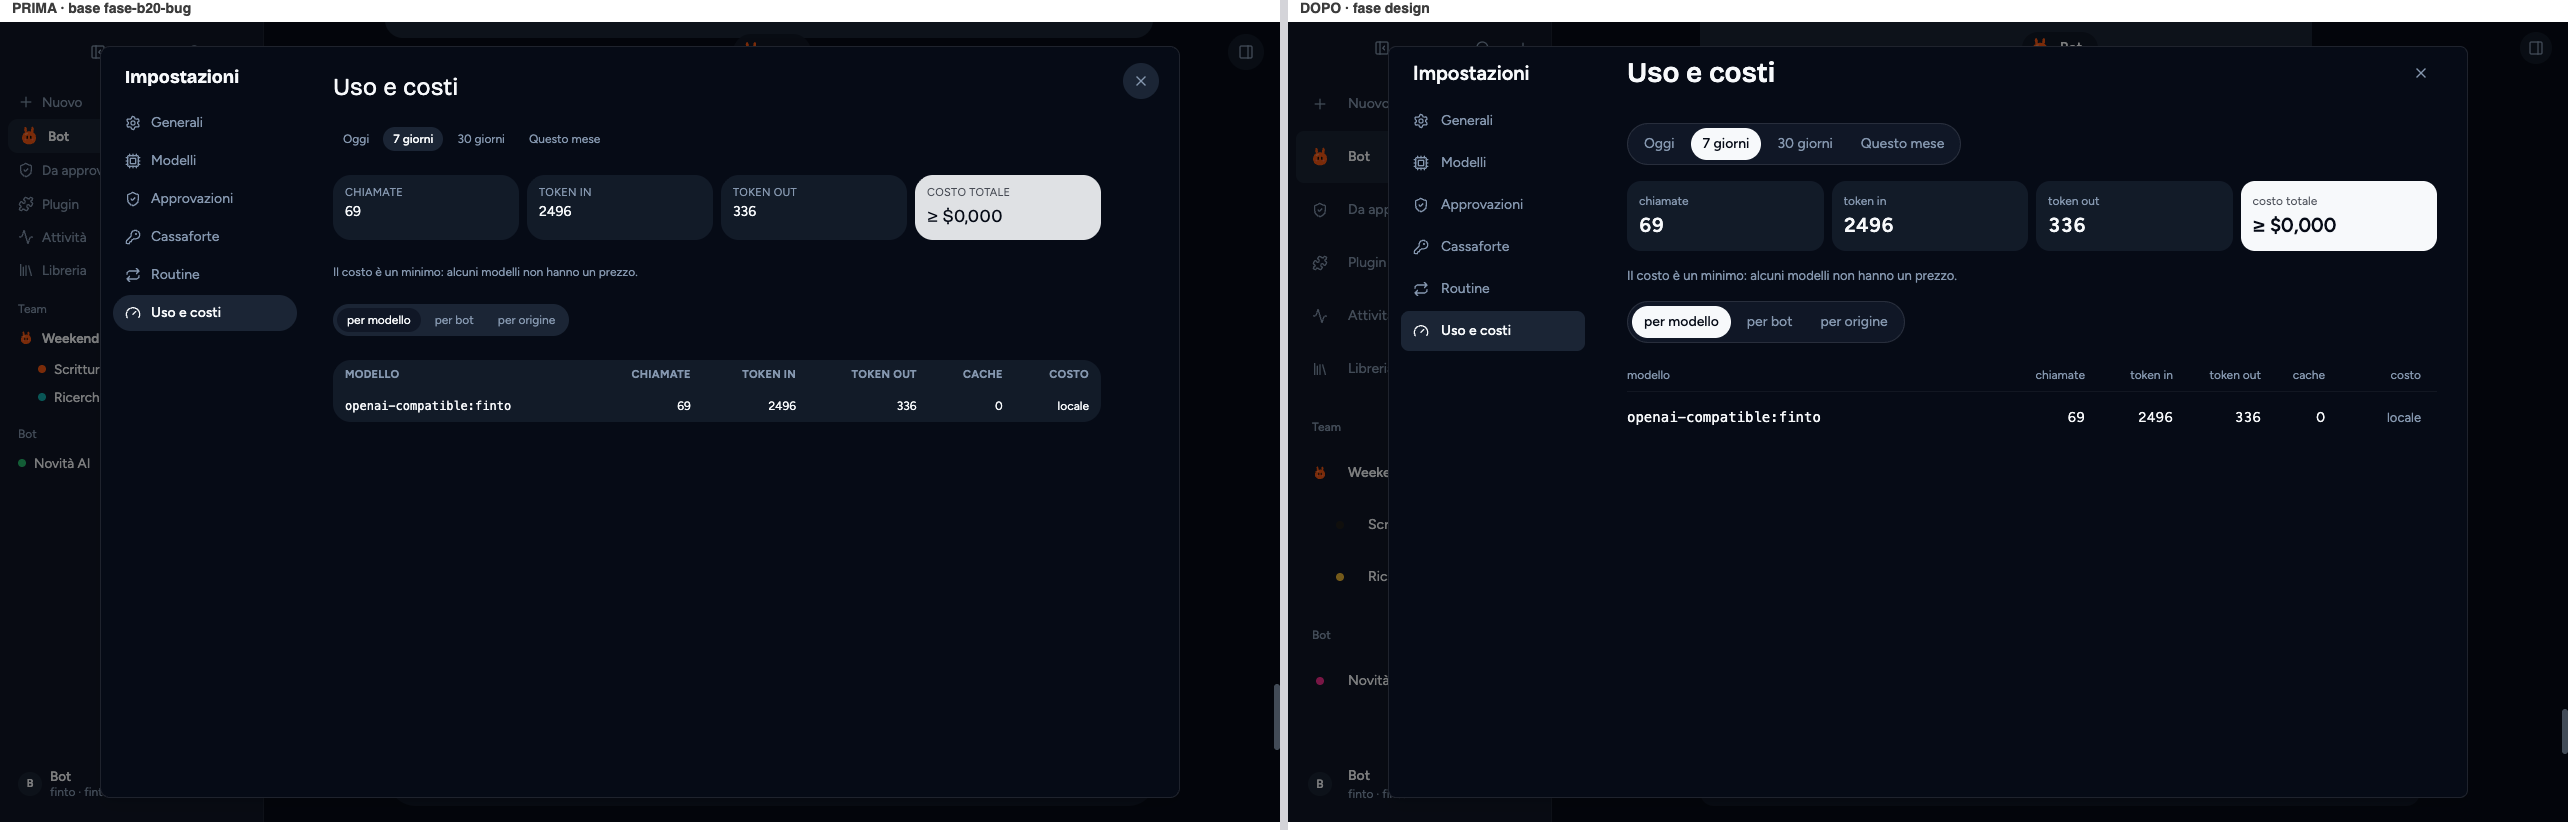 PRIMA · base fase-b20-bug
Impostazioni
Generali
Modelli
Approvazioni
Cassaforte
Routine
Uso e costi
Uso e costi
Oggi 7 giorni 30 giorni Questo mese
CHIAMATE TOKEN IN TOKEN OUT COSTO TOTALE
69 2496 336 ≥ $0,000
Il costo è un minimo: alcuni modelli non hanno un prezzo.
per modello per bot per origine
MODELLO CHIAMATE TOKEN IN TOKEN OUT CACHE COSTO
openai-compatible:finto 69 2496 336 0 locale
Nuovo
Bot
Da approv
Plugin
Attività
Libreria
Team
Weekend
Scrittur
Ricerch
Bot
Novità AI
B
Bot
finto · fint
DOPO · fase design
Impostazioni
Generali
Modelli
Approvazioni
Cassaforte
Routine
Uso e costi
Uso e costi
Oggi 7 giorni 30 giorni Questo mese
chiamate token in token out costo totale
69 2496 336 ≥ $0,000
Il costo è un minimo: alcuni modelli non hanno un prezzo.
per modello per bot per origine
modello chiamate token in token out cache costo
openai-compatible:finto 69 2496 336 0 locale
Bot
Nuovo
Bot
Da app
Plugin
Attivit
Libreri
Team
Weeke
Scr
Ric
Bot
Novità
B
Bot
finto · fi